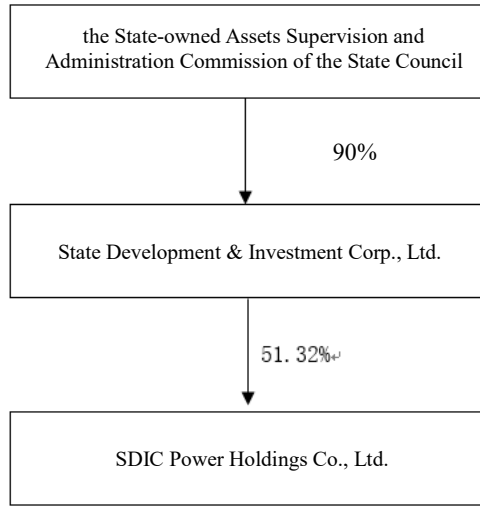 the State-owned Assets Supervision and
Administration Commission of the State Council
90%
State Development & Investment Corp., Ltd.
51.32%↵
SDIC Power Holdings Co., Ltd.